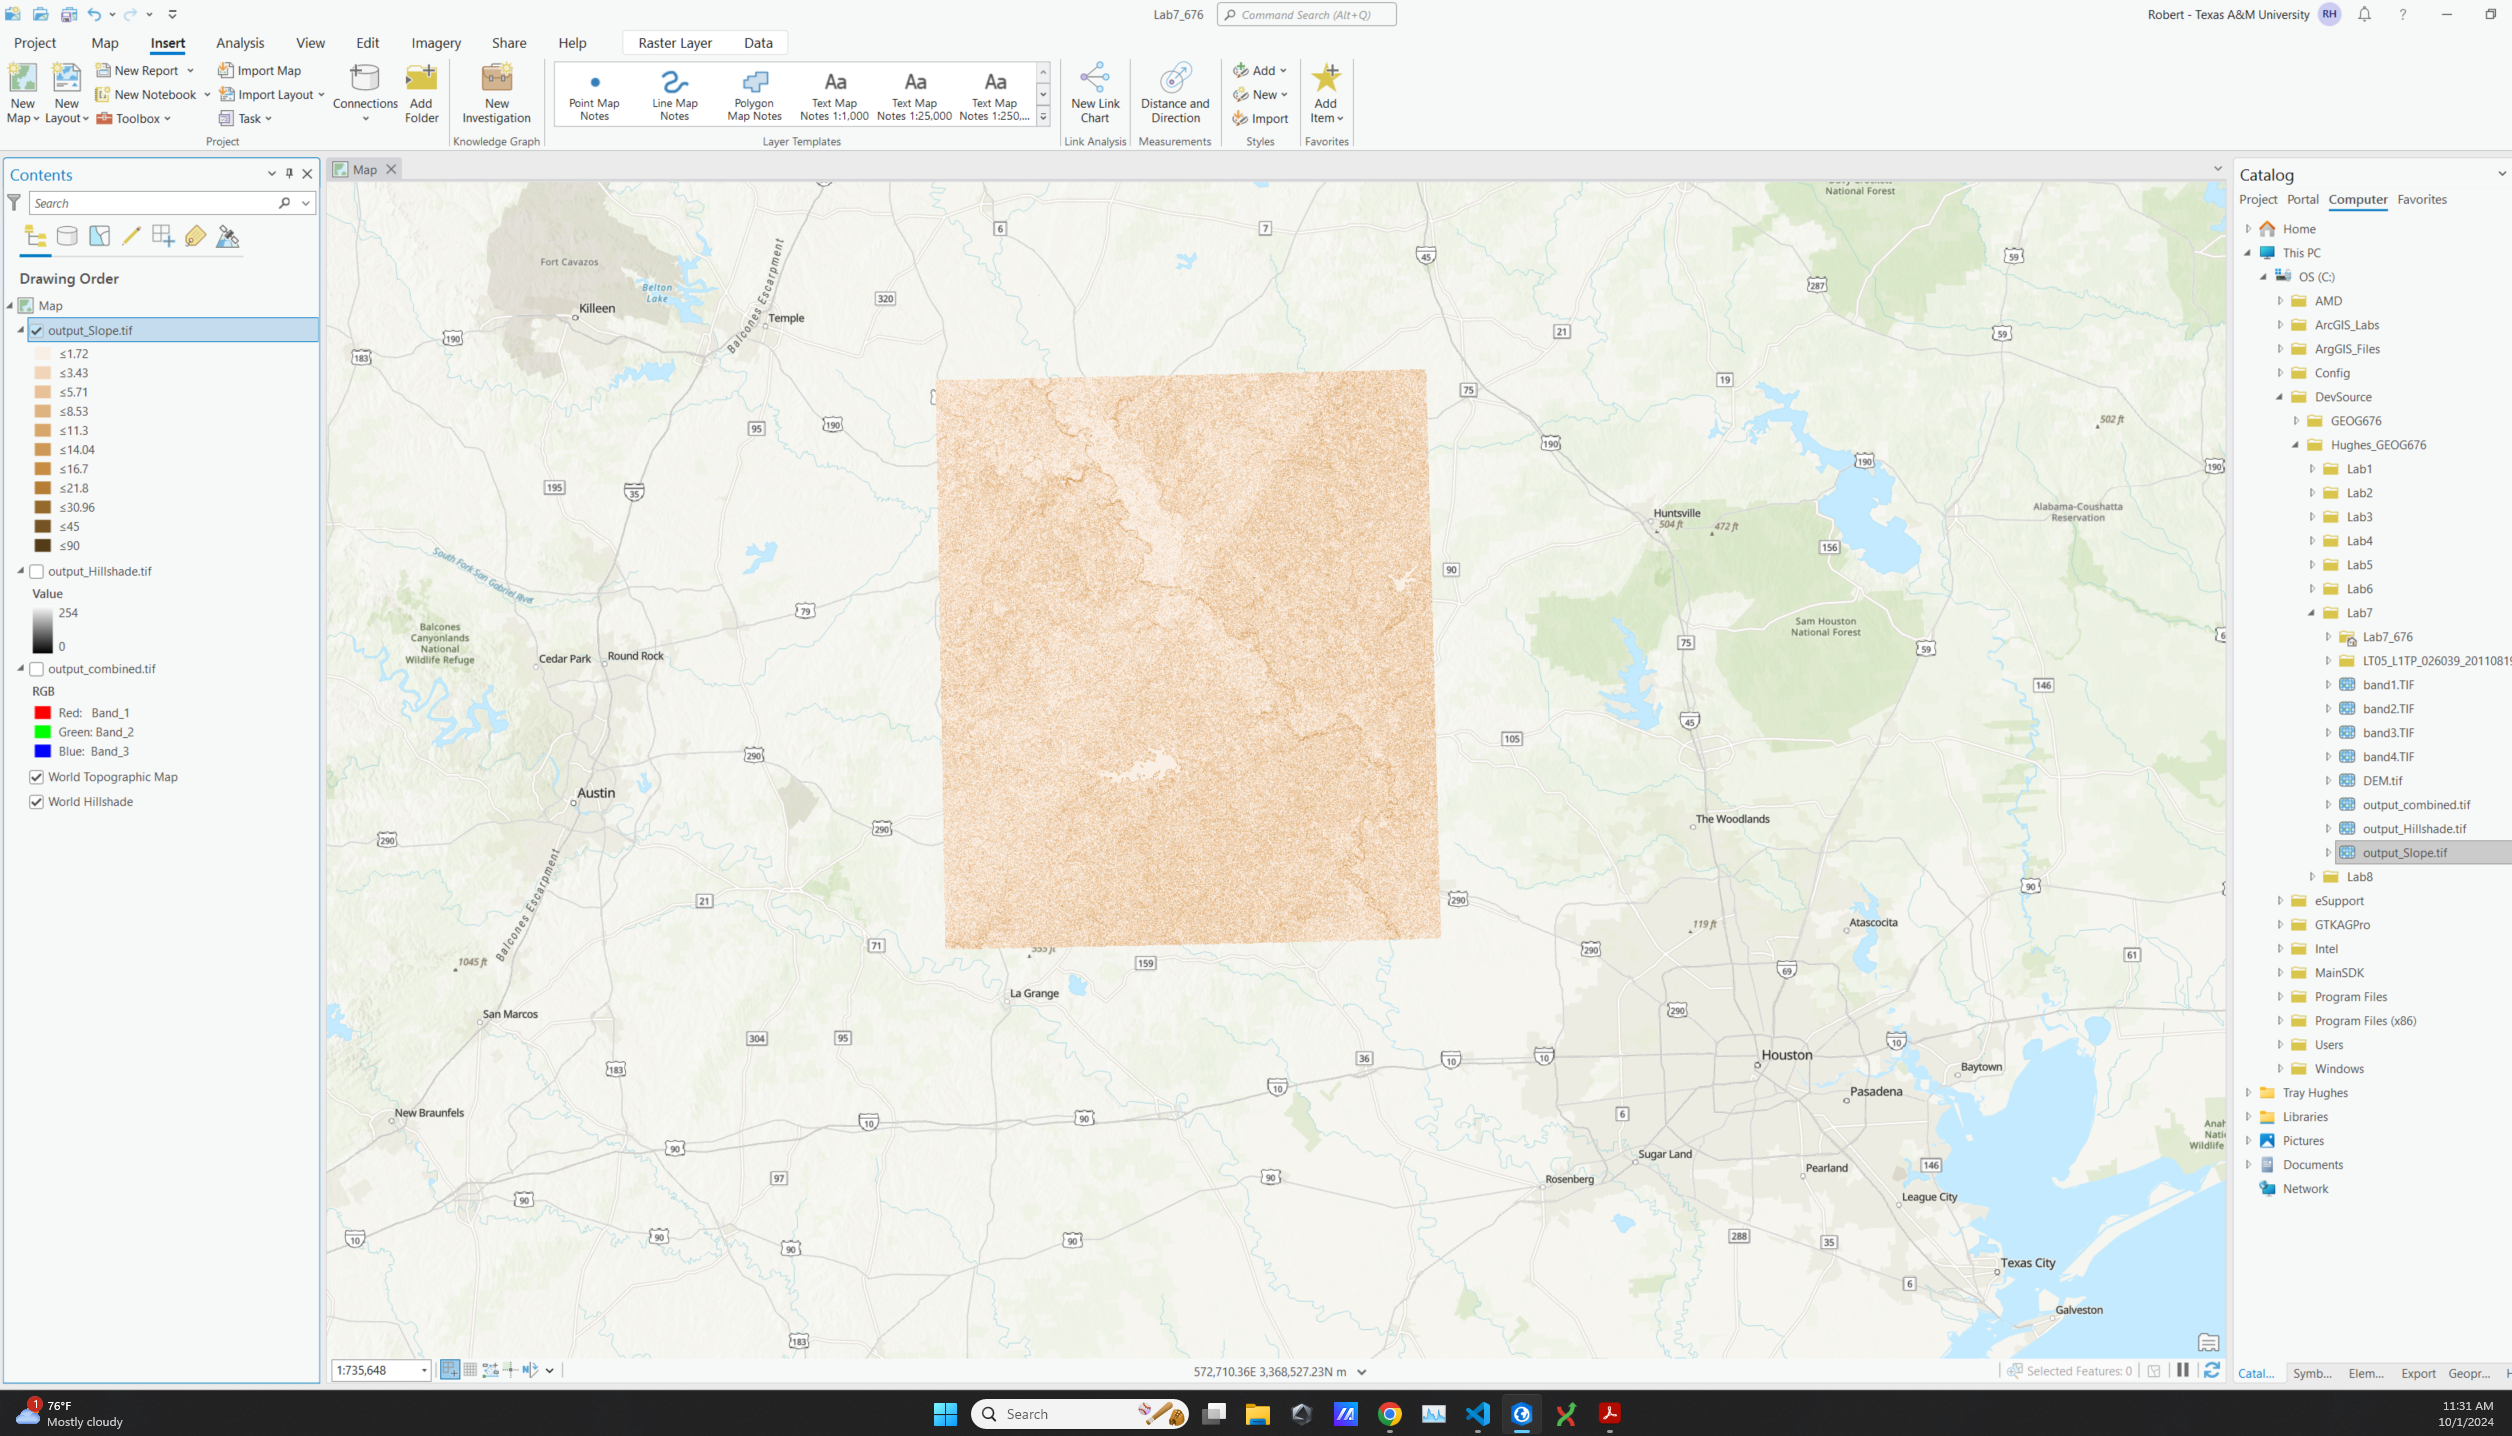 Lab7_676
Command Search (Alt+Q)
Robert - Texas A&M University
RH
?
Project
Map
Insert
Analysis
View
Edit
Imagery
Share
Help
Raster Layer
Data
New Map
New Layout
New Report
New Notebook
Toolbox
Import Map
Import Layout
Task
Connections
Add Folder
New Investigation
Point Map Notes
Line Map Notes
Polygon Map Notes
Aa
Text Map Notes 1:1,000
Aa
Text Map Notes 1:25,000
Aa
Text Map Notes 1:250,...
New Link Chart
Distance and Direction
Add
New
Import
Add Item
Project
Knowledge Graph
Layer Templates
Link Analysis
Measurements
Styles
Favorites
Contents
Search
Drawing Order
Map
output_Slope.tif
≤1.72
≤3.43
≤5.71
≤8.53
≤11.3
≤14.04
≤16.7
≤21.8
≤30.96
≤45
≤90
output_Hillshade.tif
Value
254
0
output_combined.tif
RGB
Red: Band_1
Green: Band_2
Blue: Band_3
World Topographic Map
World Hillshade
Map
National Forest
6
7
45
59
Fort Cavazos
Belton Lake
Balcones Escarpment
Killeen
Temple
320
287
190
183
21
59
75
19
95
190
190
502 ft
190
190
195
35
Huntsville
504 ft
472 ft
Alabama-Coushatta Reservation
South Fork San Gabriel River
156
90
79
Balcones Canyonlands National Wildlife Refuge
Cedar Park
Round Rock
Sam Houston National Forest
75
59
6
146
45
290
105
Austin
290
290
290
The Woodlands
Balcones Escarpment
21
290
90
119 ft
Atascocita
71
555 ft
159
290
61
1045 ft
69
La Grange
San Marcos
290
304
95
36
10
10
10
Houston
183
10
Baytown
Pasadena
New Braunfels
10
90
6
90
Sugar Land
97
90
Pearland
146
Rosenberg
90
League City
10
90
90
90
288
35
Texas City
6
Galveston
183
1:735,648
572,710.36E 3,368,527.23N m
Selected Features: 0
Catalog
Project
Portal
Computer
Favorites
Home
This PC
OS (C:)
AMD
ArcGIS_Labs
ArgGIS_Files
Config
DevSource
GEOG676
Hughes_GEOG676
Lab1
Lab2
Lab3
Lab4
Lab5
Lab6
Lab7
Lab7_676
LT05_L1TP_026039_20110819
band1.TIF
band2.TIF
band3.TIF
band4.TIF
DEM.tif
output_combined.tif
output_Hillshade.tif
output_Slope.tif
Lab8
eSupport
GTKAGPro
Intel
MainSDK
Program Files
Program Files (x86)
Users
Windows
Tray Hughes
Libraries
Pictures
Documents
Network
Catal...
Symb...
Elem...
Export
Geopr...
1
76°F
Mostly cloudy
Search
11:31 AM
10/1/2024